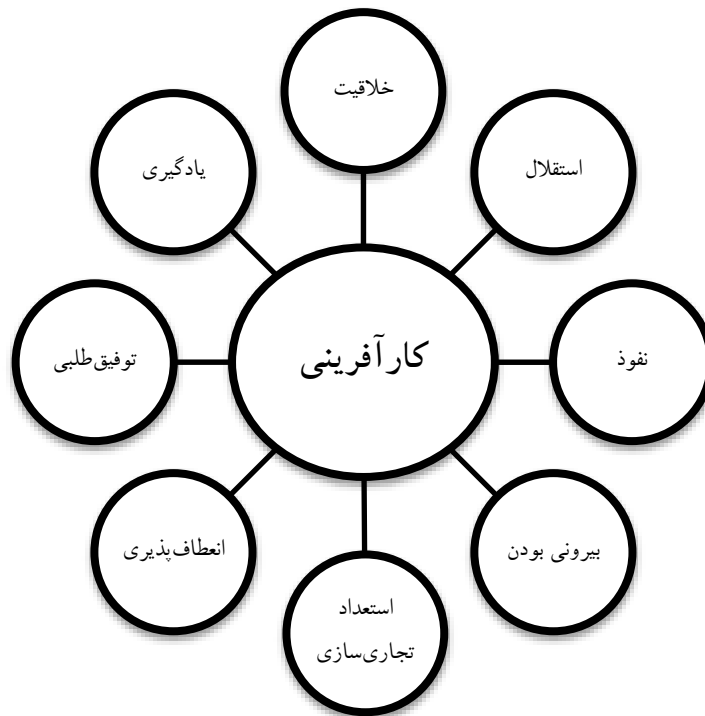 خلاقیت
استقلال
نفوذ
بیرونی بودن
استعداد
تجاری‌سازی
انعطاف‌پذیری
توفیق‌طلبی
یادگیری
کارآفرینی